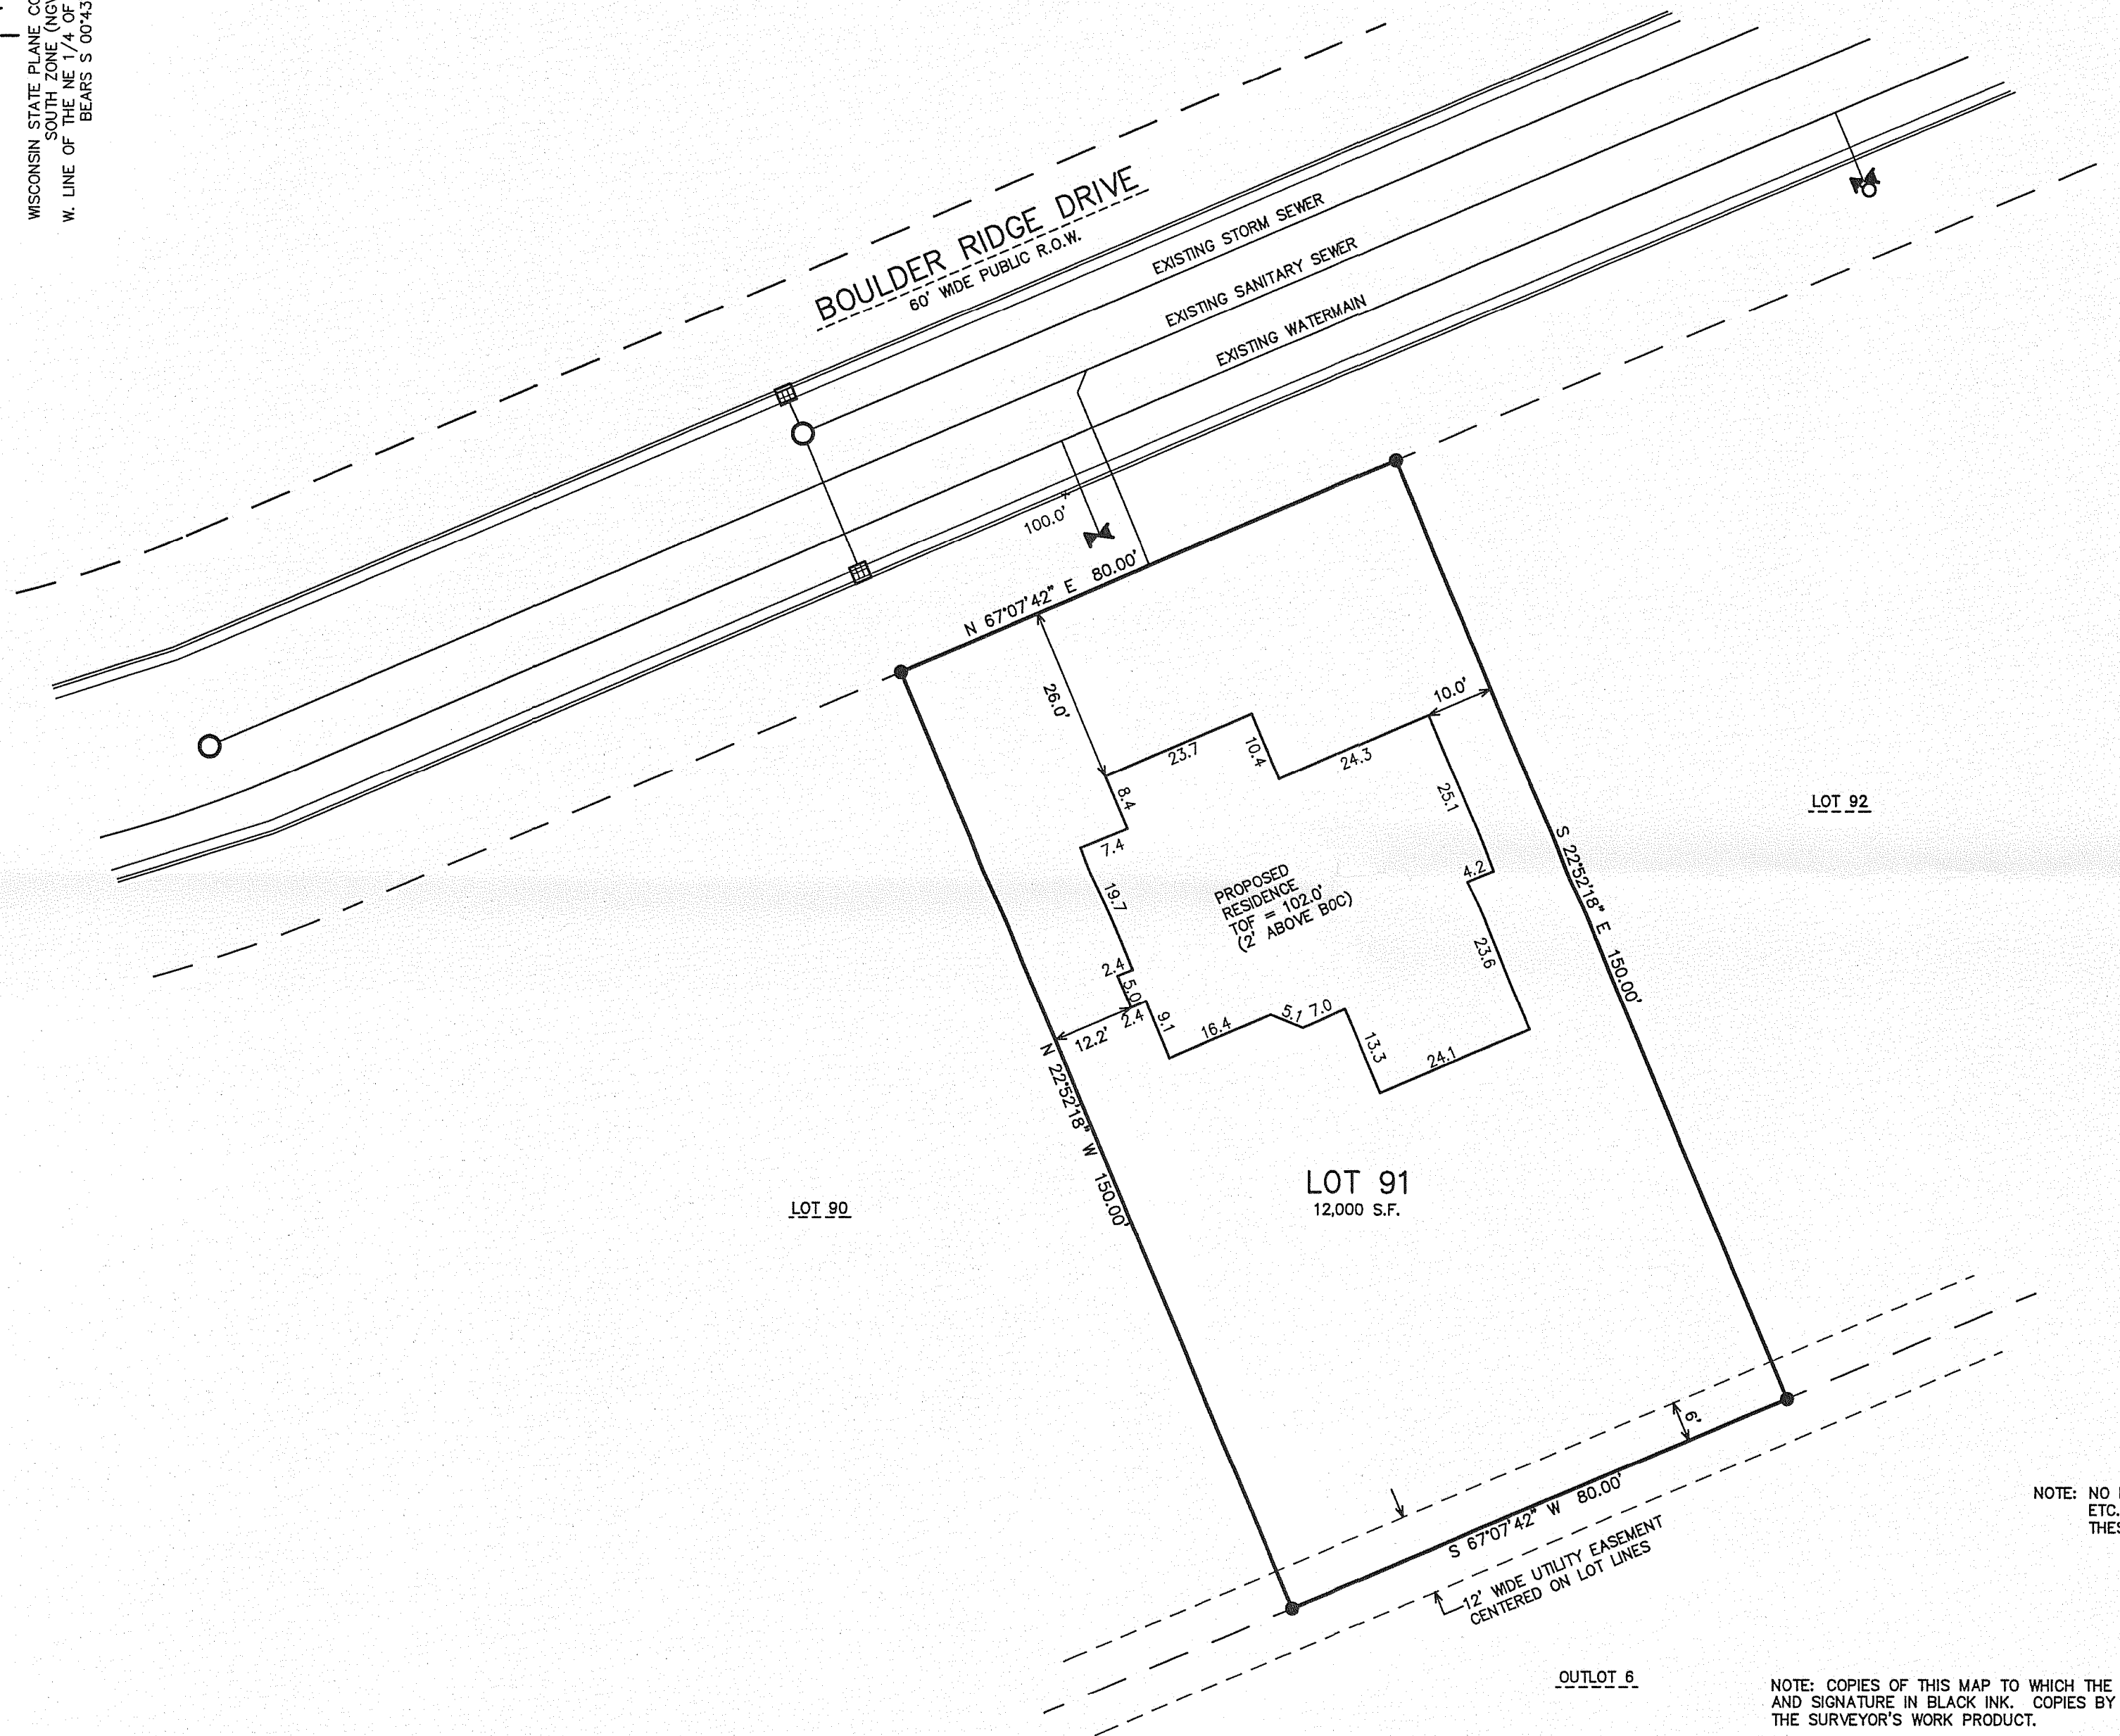 WISCONSIN STATE PLANE
SOUTH ZONE
W. LINE OF THE NE 1/4 OF
BEARS S 00°43
BOULDER RIDGE DRIVE
60' WIDE PUBLIC R.O.W.
EXISTING STORM SEWER
EXISTING SANITARY SEWER
EXISTING WATERMAIN
100.0'
N 67°07'42" E 80.00'
26.0'
10.0'
23.7
10.4
24.3
8.4
25.1
7.4
LOT 92
S 22°52'18" E 150.00'
4.2
19.7
PROPOSED
RESIDENCE
TOF = 102.0'
(2' ABOVE BOC)
23.6
2.4
5.0
2.4
9.1
12.2'
16.4
5.1
7.0
13.3
24.1
N 22°52'18" W 150.00'
LOT 91
12,000 S.F.
LOT 90
6'
S 67°07'42" W 80.00'
12' WIDE UTILITY EASEMENT
CENTERED ON LOT LINES
NOTE: NO
ETC.
OUTLOT 6
NOTE: COPIES OF THIS MAP TO WHICH THE
AND SIGNATURE IN BLACK INK. COPIES BY
THE SURVEYOR'S WORK PRODUCT.